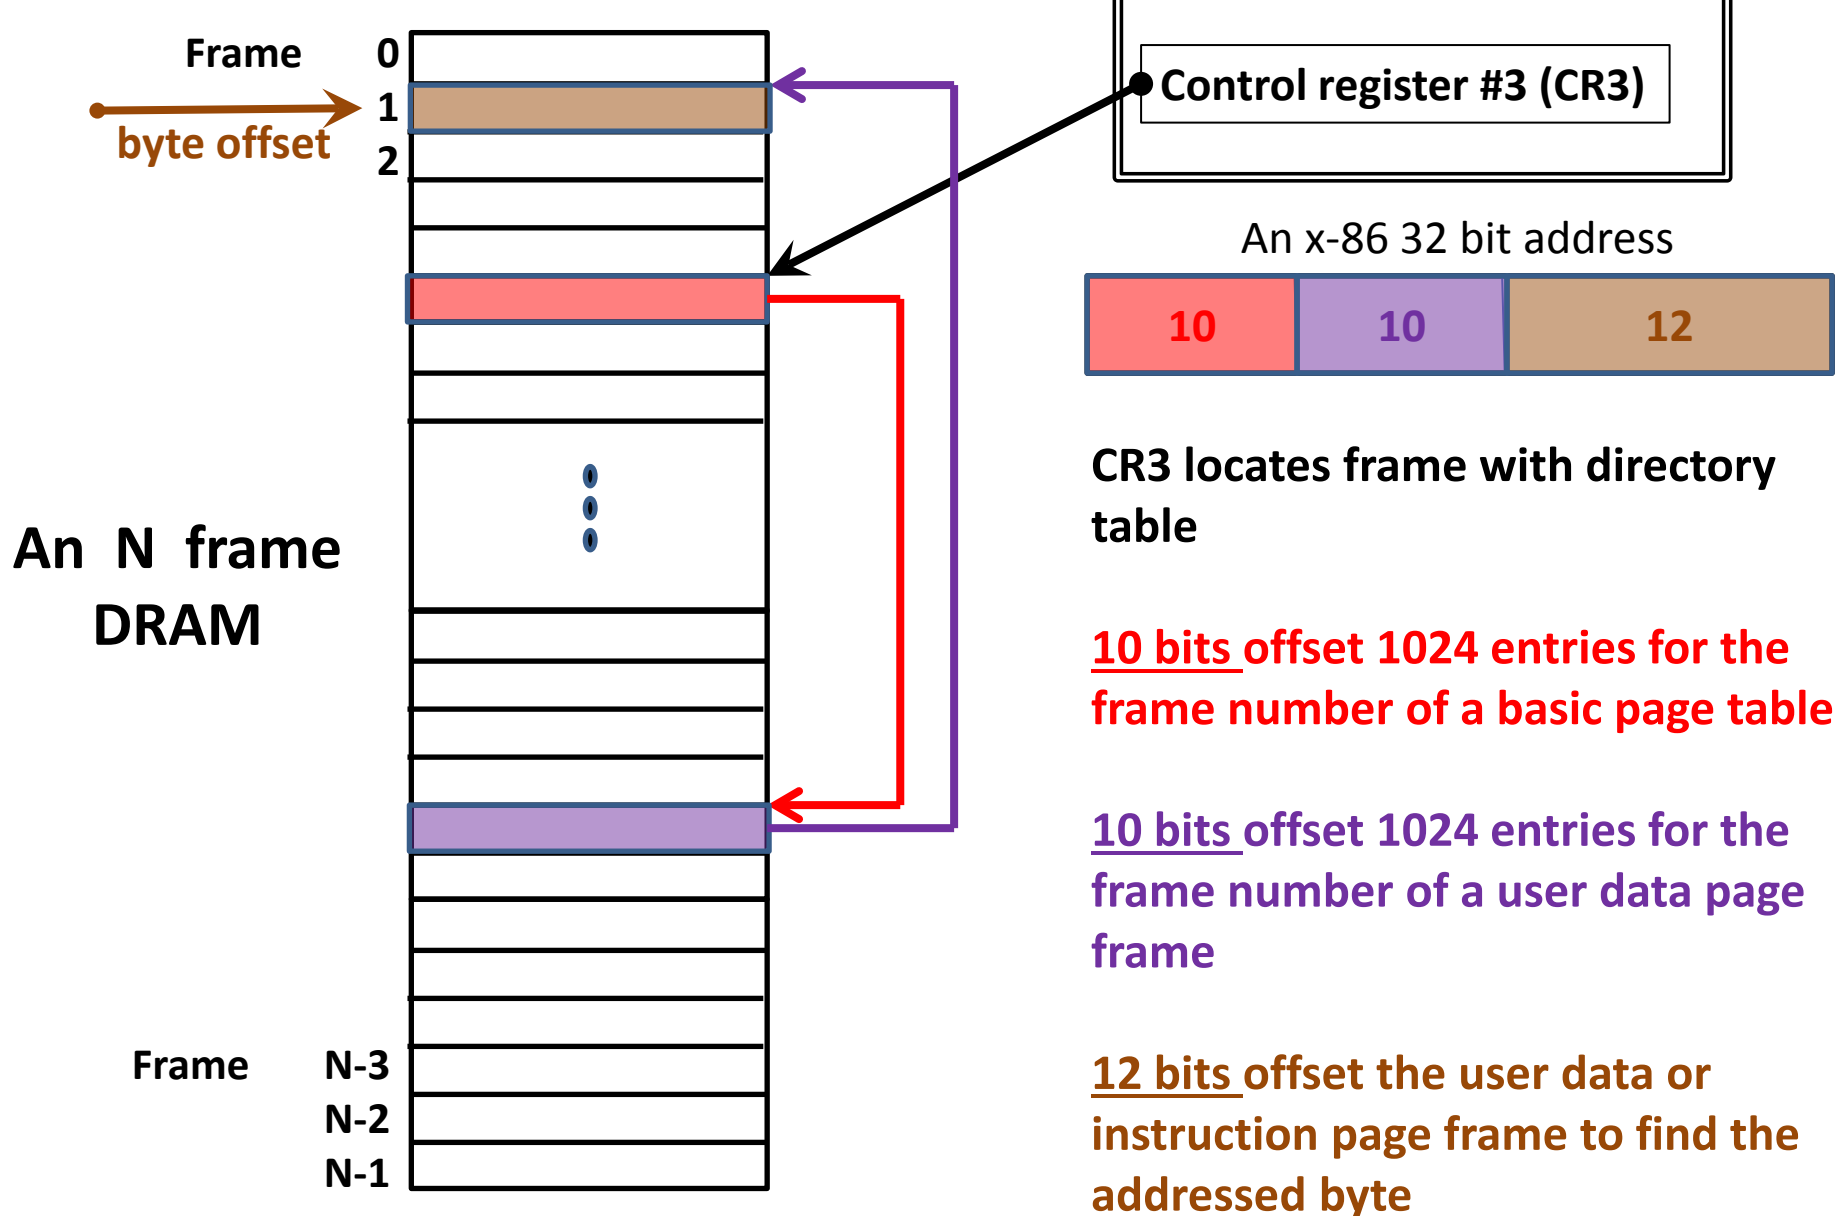 Frame 0
1
byte offset
2
An N frame
DRAM
Frame N-3
N-2
N-1
Control register #3 (CR3)
An x-86 32 bit address
10 10 12
CR3 locates frame with directory
table
10 bits offset 1024 entries for the
frame number of a basic page table
10 bits offset 1024 entries for the
frame number of a user data page
frame
12 bits offset the user data or
instruction page frame to find the
addressed byte